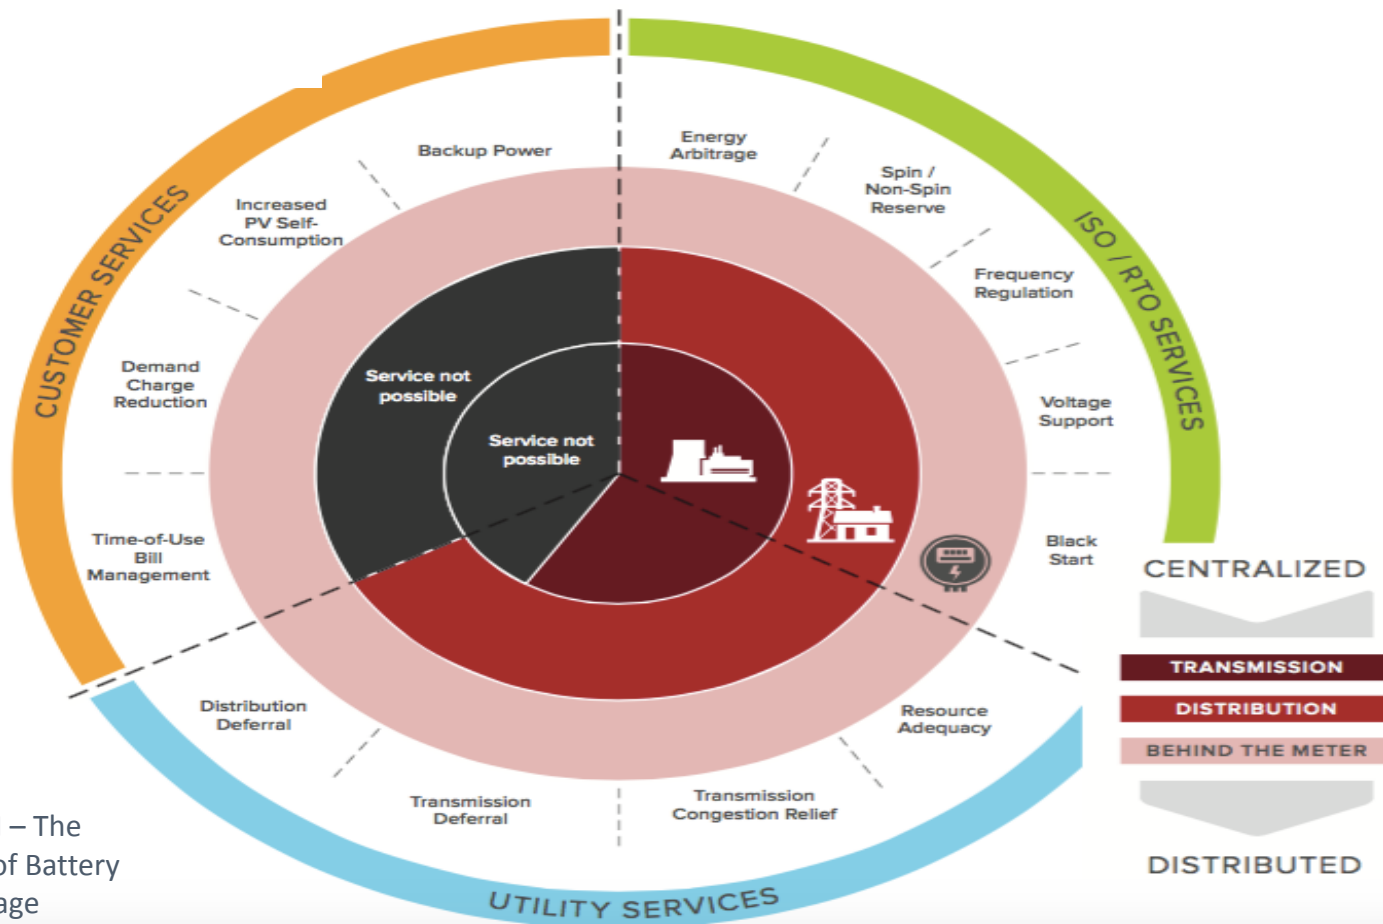 CUSTOMER SERVICES
ISO / RTO SERVICES
UTILITY SERVICES
Backup Power
Increased
PV Self-
Consumption
Demand
Charge
Reduction
Time-of-Use
Bill
Management
Energy
Arbitrage
Spin /
Non-Spin
Reserve
Frequency
Regulation
Voltage
Support
Black
Start
Resource
Adequacy
Transmission
Congestion Relief
Transmission
Deferral
Distribution
Deferral
Service not
possible
Service not
possible
CENTRALIZED
TRANSMISSION
DISTRIBUTION
BEHIND THE METER
DISTRIBUTED
– The
of Battery
age